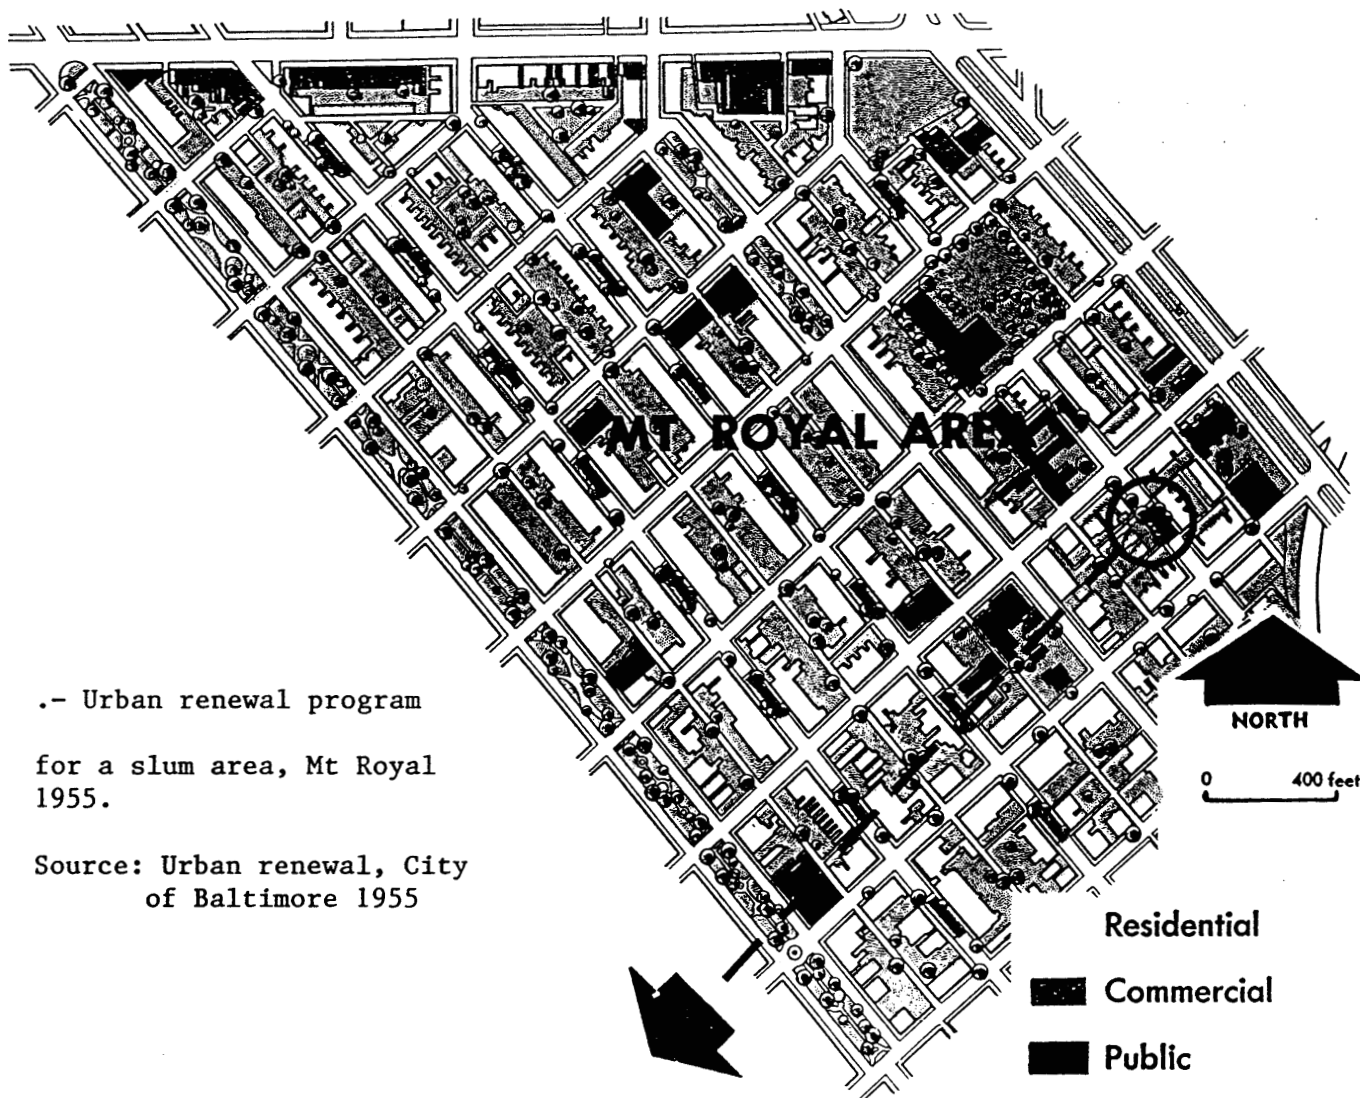 MT ROYAL AREA
.- Urban renewal program
for a slum area, Mt Royal
1955.
Source: Urban renewal, City
of Baltimore 1955
NORTH
0 400 feet
Residential
Commercial
Public